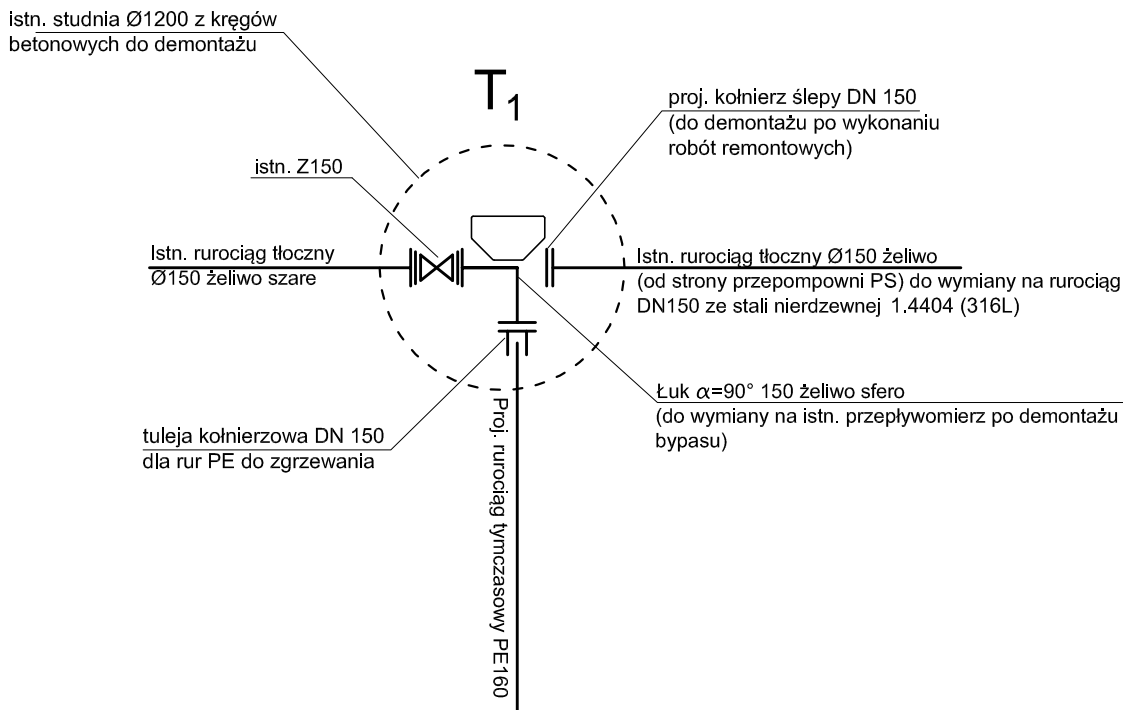 istn. studnia Ø1200 z kręgów
betonowych do demontażu
T1
proj. kołnierz ślepy DN 150
(do demontażu po wykonaniu
robót remontowych)
istn. Z150
Istn. rurociąg tłoczny
Ø150 żeliwo szare
Istn. rurociąg tłoczny Ø150 żeliwo
(od strony przepompowni PS) do wymiany na rurociąg
DN150 ze stali nierdzewnej 1.4404 (316L)
Łuk α=90° 150 żeliwo sfero
(do wymiany na istn. przepływomierz po demontażu
bypasu)
tuleja kołnierzowa DN 150
dla rur PE do zgrzewania
Proj. rurociąg tymczasowy PE160